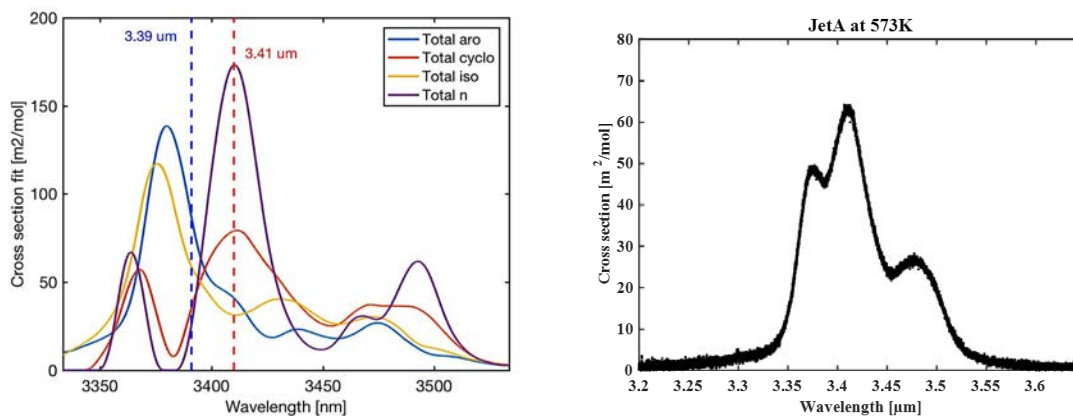 200
150
100
50
0
Cross section fit [m2/mol]
3.39 um
3.41 um
Total aro
Total cyclo
Total iso
Total n
3350
3400
3450
3500
Wavelength [nm]
JetA at 573K
80
70
60
50
40
30
20
10
0
Cross section [m²/mol]
3.2
3.25
3.3
3.35
3.4
3.45
3.5
3.55
3.6
Wavelength [µm]